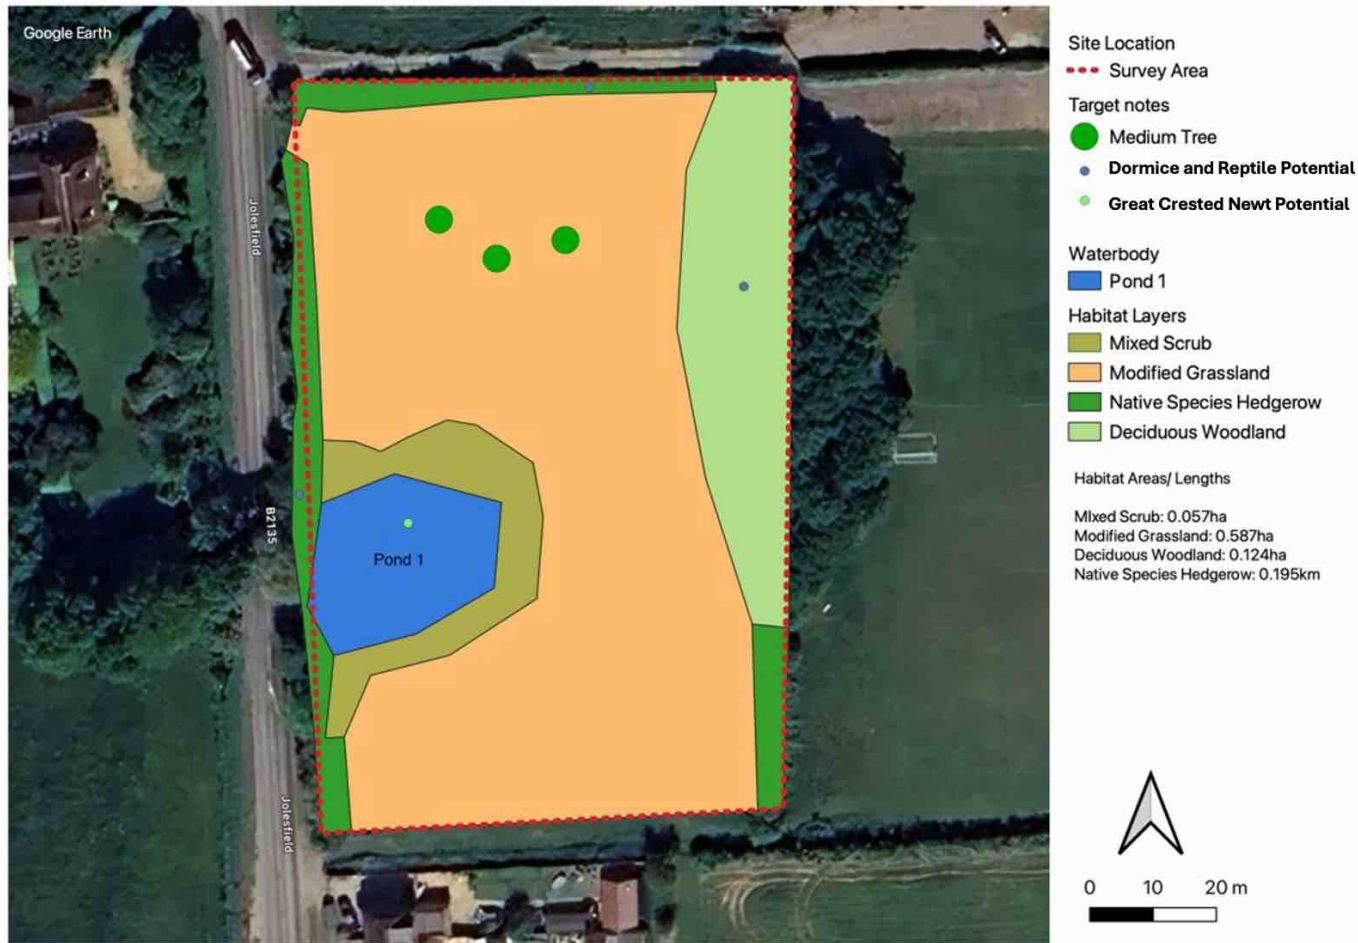 Google Earth
Jolesfield
B2135
Jolesfield
Pond 1
Site Location
Survey Area
Target notes
Medium Tree
Dormice and Reptile Potential
Great Crested Newt Potential
Waterbody
Pond 1
Habitat Layers
Mixed Scrub
Modified Grassland
Native Species Hedgerow
Deciduous Woodland
Habitat Areas/ Lengths
MIxed Scrub: 0.057ha
Modified Grassland: 0.587ha
Deciduous Woodland: 0.124ha
Native Species Hedgerow: 0.195km
0 10 20 m